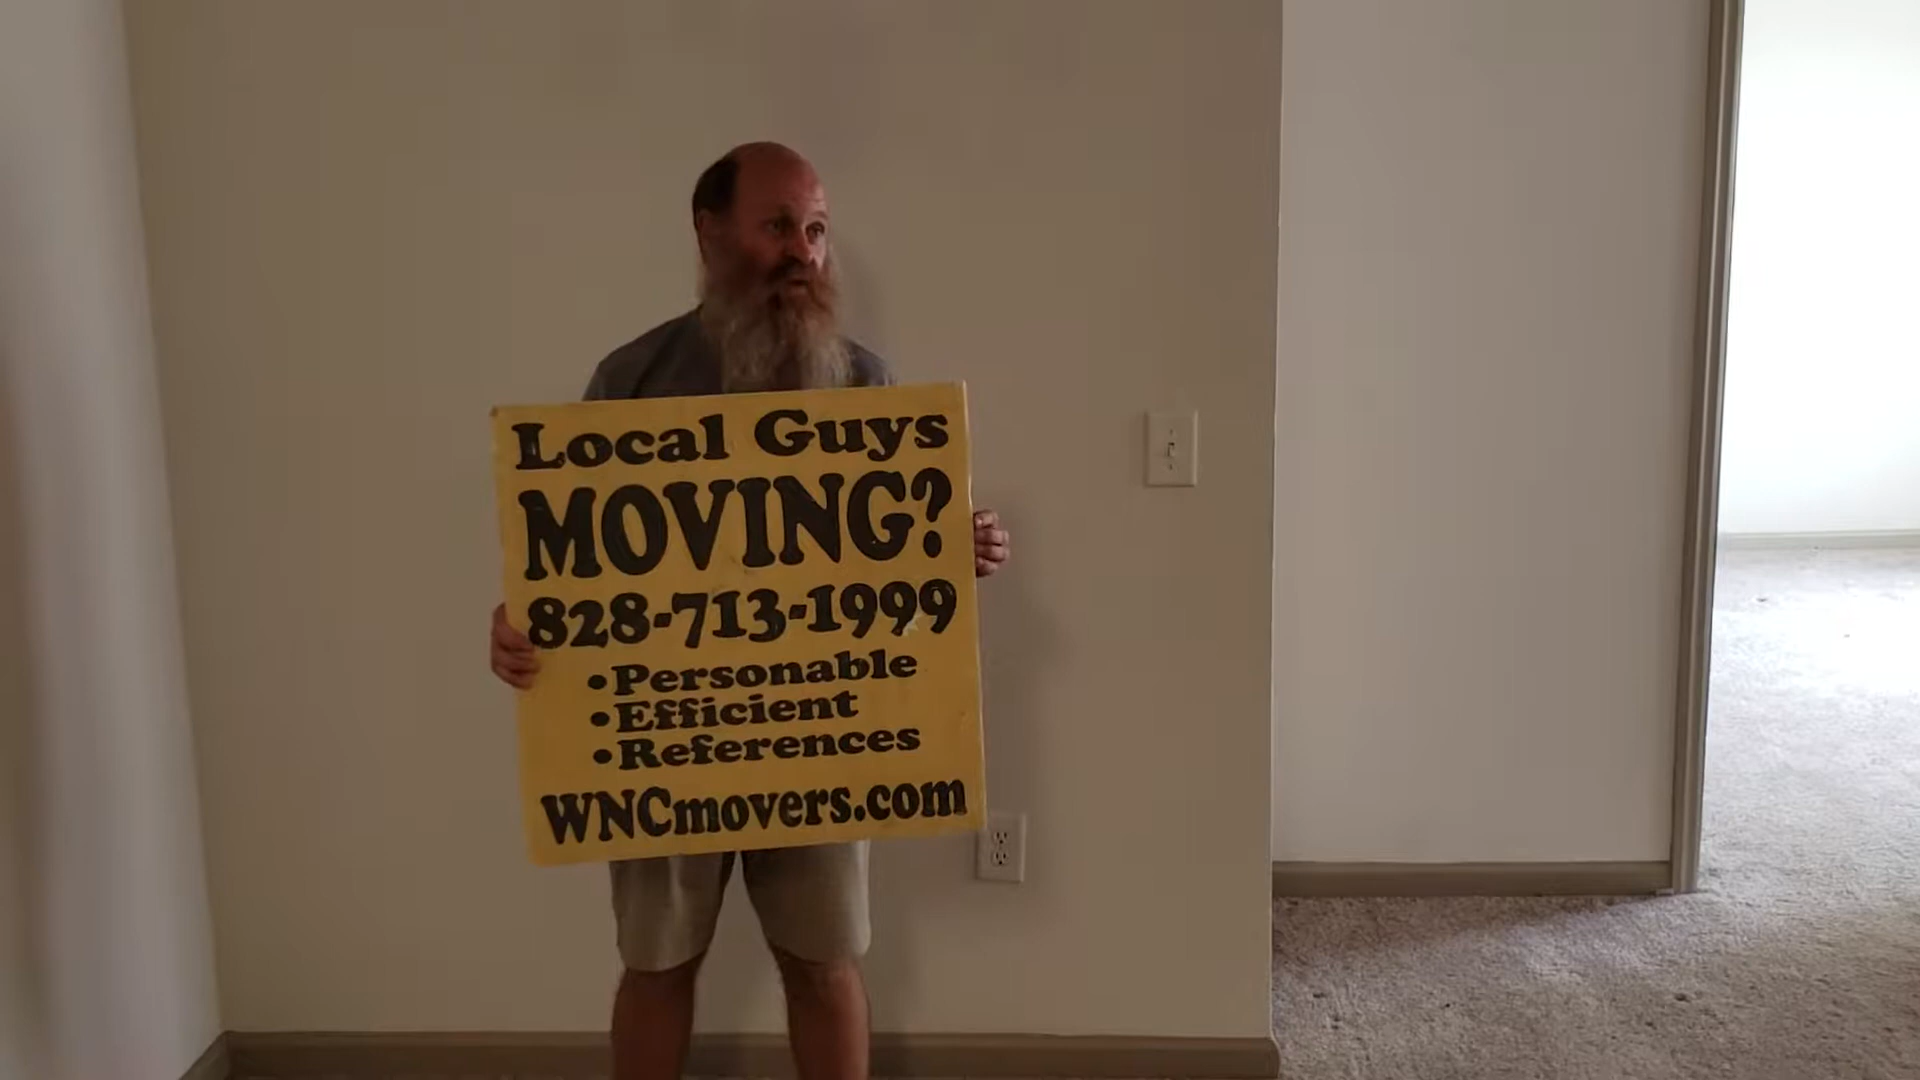 Local Guys
MOVING?
828-713-1999
•Personable
•Efficient
•References
WNCmovers.com